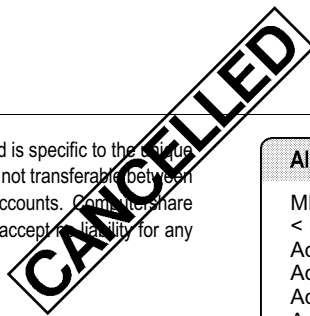 CANCELLED
d is specific to the unique
not transferable between
ccounts. Computershare
accept no liability for any
Al
M
<
Ac
Ac
Ac